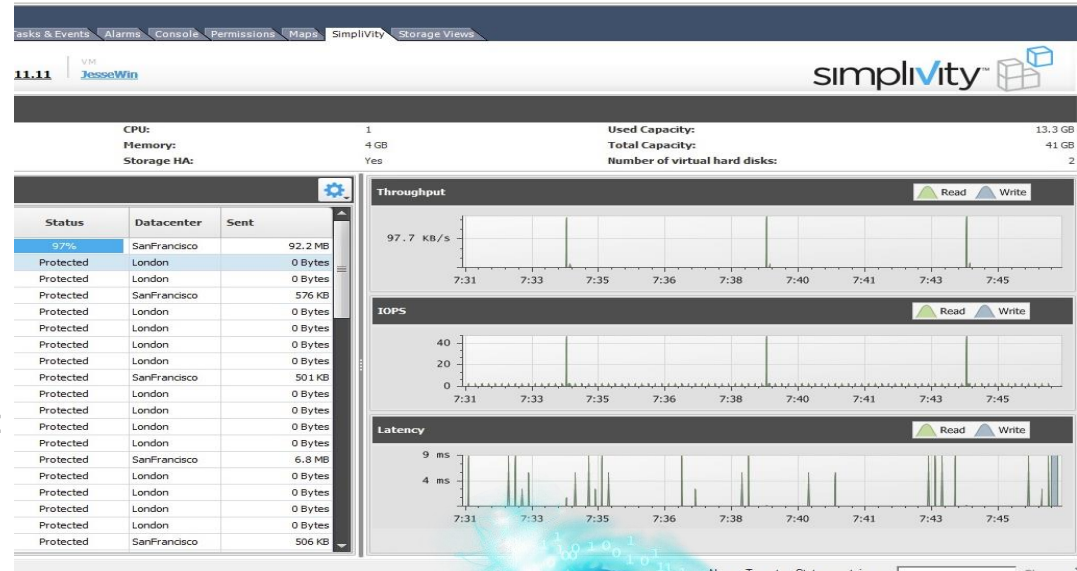 Tasks & Events Alarms Console Permissions Maps SimpliVity Storage Views
VM
11.11 JesseWin
simplivity™
CPU: 1 Used Capacity: 13.3 GB
Memory: 4 GB Total Capacity: 41 GB
Storage HA: Yes Number of virtual hard disks: 2
Status Datacenter Sent
97% SanFrancisco 92.2 MB
Protected London 0 Bytes
Protected London 0 Bytes
Protected SanFrancisco 576 KB
Protected London 0 Bytes
Protected London 0 Bytes
Protected London 0 Bytes
Protected London 0 Bytes
Protected SanFrancisco 501 KB
Protected London 0 Bytes
Protected London 0 Bytes
Protected London 0 Bytes
Protected London 0 Bytes
Protected SanFrancisco 6.8 MB
Protected London 0 Bytes
Protected London 0 Bytes
Protected London 0 Bytes
Protected London 0 Bytes
Protected SanFrancisco 506 KB
Throughput Read Write
97.7 KB/s
7:31 7:33 7:35 7:36 7:38 7:40 7:41 7:43 7:45
IOPS Read Write
40
20
0
7:31 7:33 7:35 7:36 7:38 7:40 7:41 7:43 7:45
Latency Read Write
9 ms
4 ms
7:31 7:33 7:35 7:36 7:38 7:40 7:41 7:43 7:45